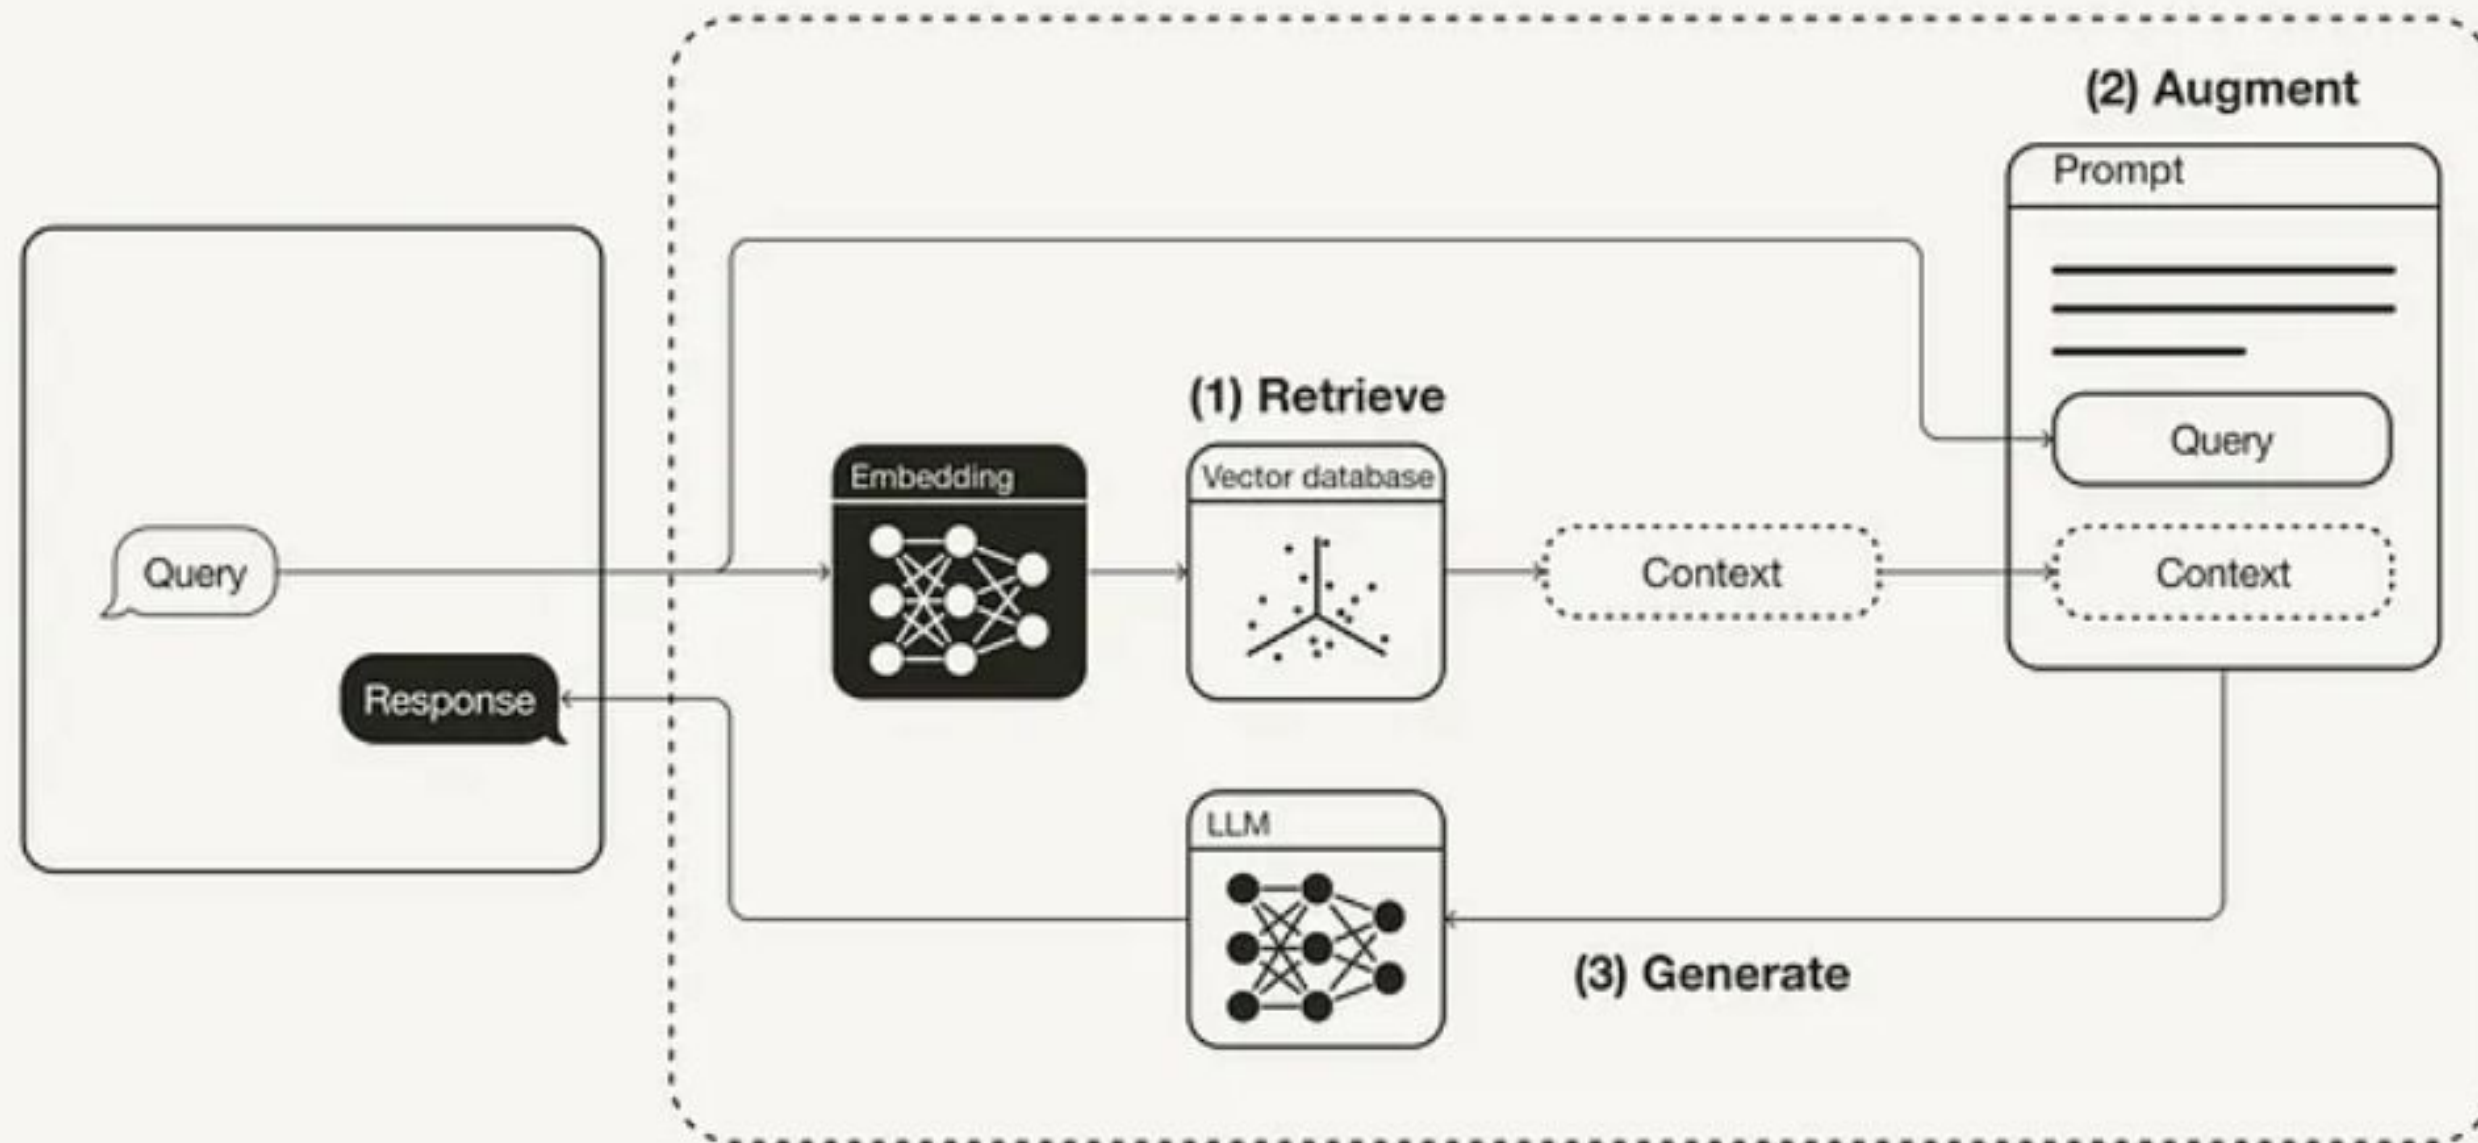 (2) Augment
Prompt
(1) Retrieve
Query
Embedding
Vector database
Query
Context
Context
Response
LLM
(3) Generate